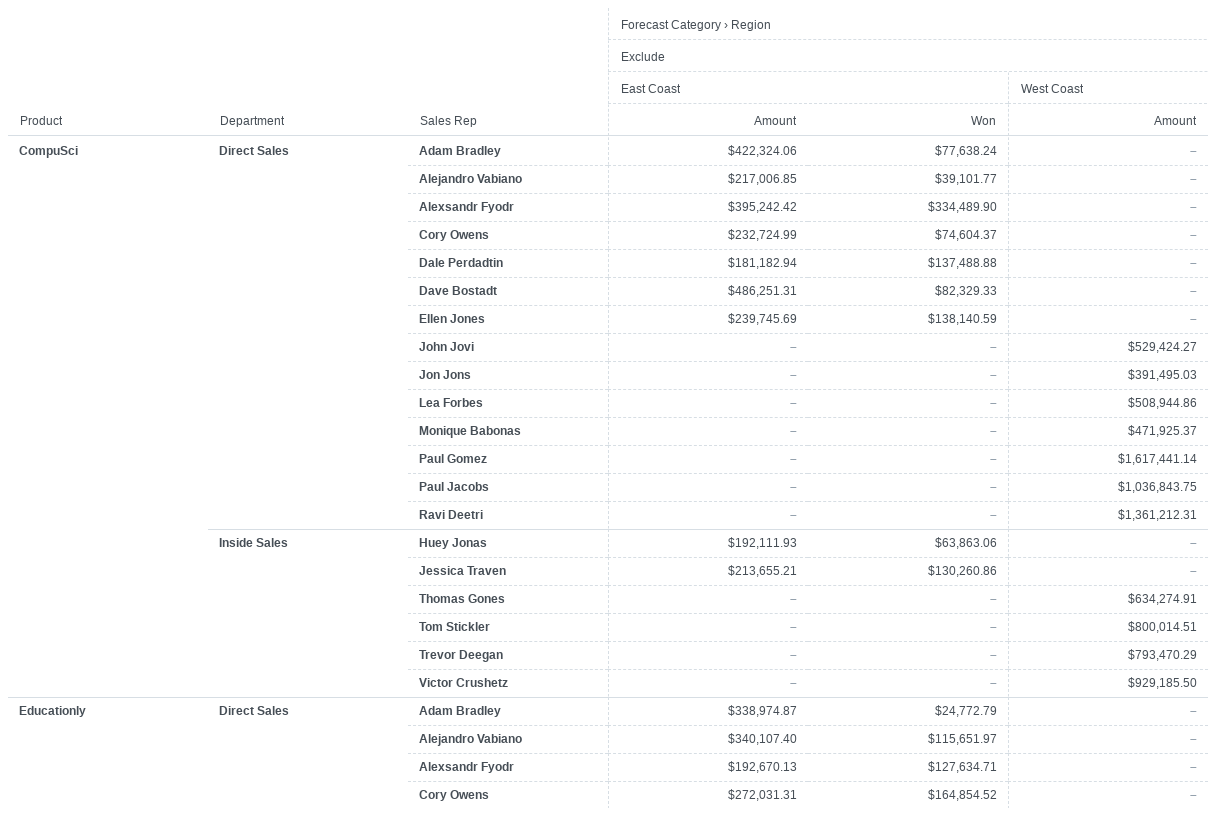 Forecast Category › Region
Exclude
East Coast West Coast
Product Department Sales Rep Amount Won Amount
CompuSci Direct Sales Adam Bradley $422,324.06 $77,638.24 –
Alejandro Vabiano $217,006.85 $39,101.77 –
Alexsandr Fyodr $395,242.42 $334,489.90 –
Cory Owens $232,724.99 $74,604.37 –
Dale Perdadtin $181,182.94 $137,488.88 –
Dave Bostadt $486,251.31 $82,329.33 –
Ellen Jones $239,745.69 $138,140.59 –
John Jovi – – $529,424.27
Jon Jons – – $391,495.03
Lea Forbes – – $508,944.86
Monique Babonas – – $471,925.37
Paul Gomez – – $1,617,441.14
Paul Jacobs – – $1,036,843.75
Ravi Deetri – – $1,361,212.31
Inside Sales Huey Jonas $192,111.93 $63,863.06 –
Jessica Traven $213,655.21 $130,260.86 –
Thomas Gones – – $634,274.91
Tom Stickler – – $800,014.51
Trevor Deegan – – $793,470.29
Victor Crushetz – – $929,185.50
Educationly Direct Sales Adam Bradley $338,974.87 $24,772.79 –
Alejandro Vabiano $340,107.40 $115,651.97 –
Alexsandr Fyodr $192,670.13 $127,634.71 –
Cory Owens $272,031.31 $164,854.52 –